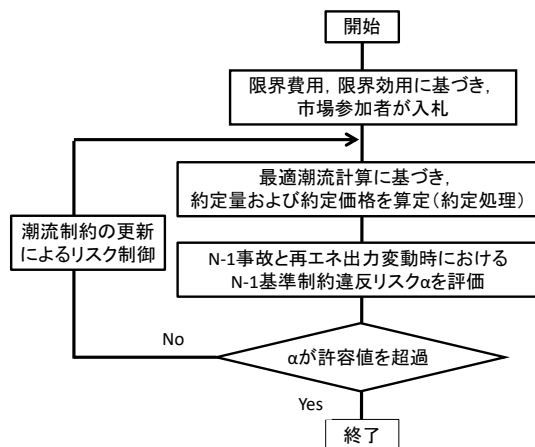 開始
限界費用，限界効用に基づき，
市場参加者が入札
最適潮流計算に基づき，
約定量および約定価格を算定（約定処理）
潮流制約の更新
によるリスク制御
N-1事故と再エネ出力変動時における
N-1基準制約違反リスクαを評価
No
αが許容値を超過
Yes
終了